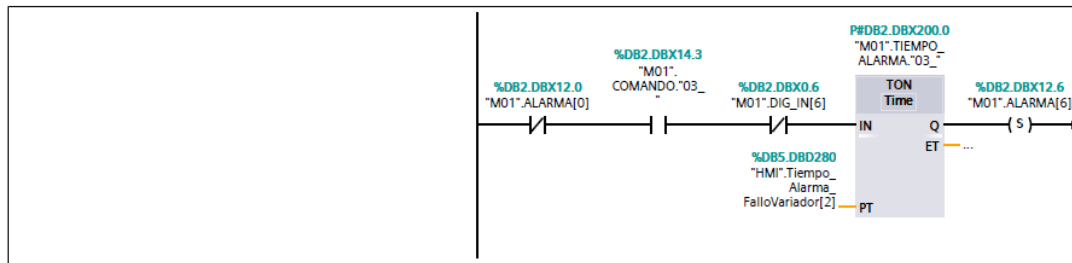 P#DB2.DBX200.0
"M01".TIEMPO_
ALARMA."03_"
%DB2.DBX14.3
"M01".
COMANDO."03_
"
%DB2.DBX12.0
"M01".ALARMA[0]
%DB2.DBX0.6
"M01".DIG_IN[6]
TON
Time
%DB2.DBX12.6
"M01".ALARMA[6]
IN
Q
S
ET
...
%DB5.DBD280
"HMI".Tiempo_
Alarma_
FalloVariador[2]
PT